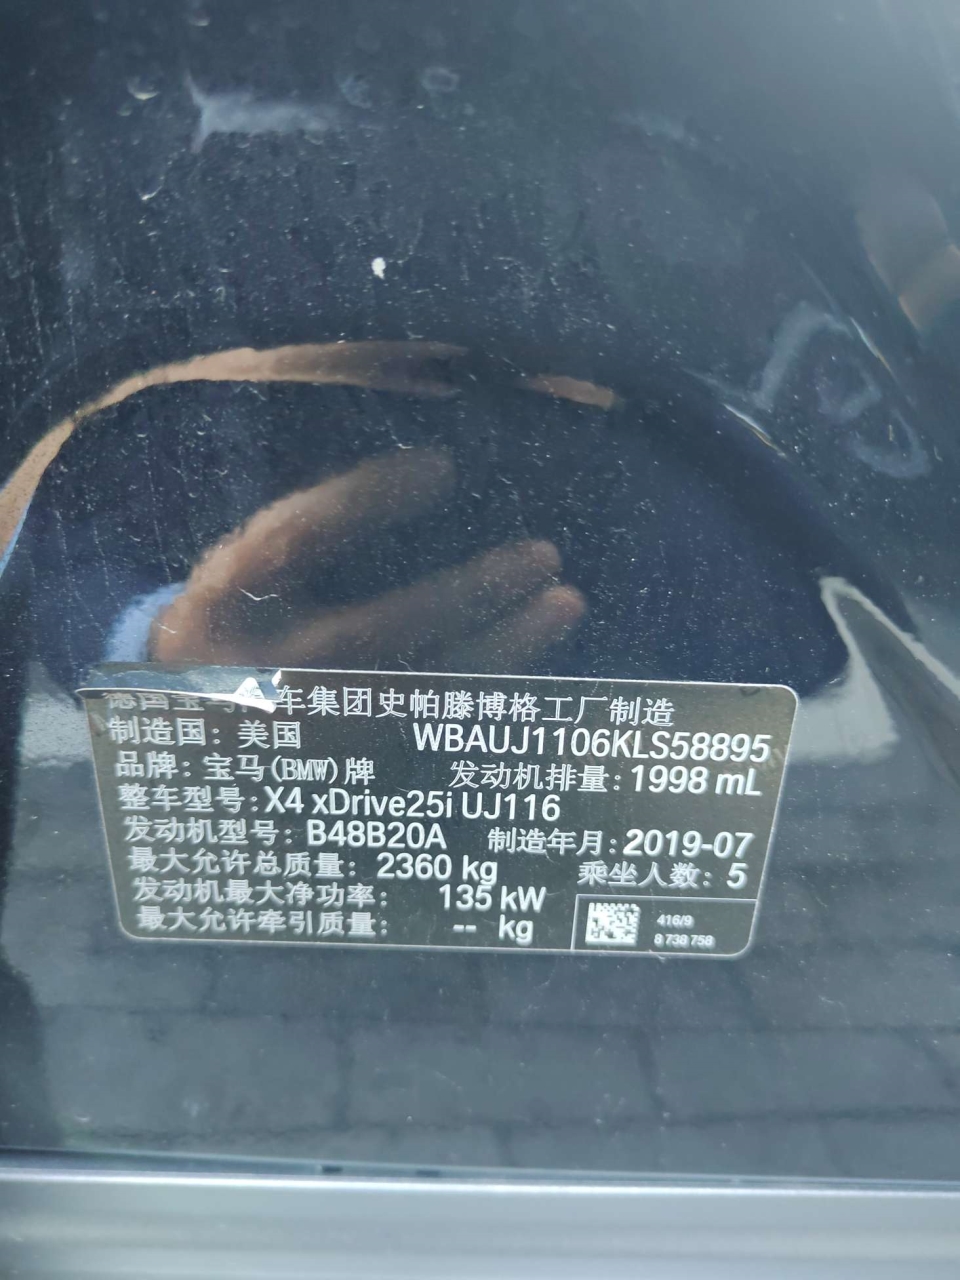 德国宝马汽车集团史帕滕博格工厂制造
制造国: 美国 WBAUJ1106KLS58895
品牌: 宝马(BMW)牌 发动机排量: 1998 mL
整车型号: X4 xDrive25i UJ116
发动机型号: B48B20A 制造年月: 2019-07
最大允许总质量: 2360 kg 乘坐人数: 5
发动机最大净功率: 135 kW
最大允许牵引质量: -- kg
416/9
8 738 758